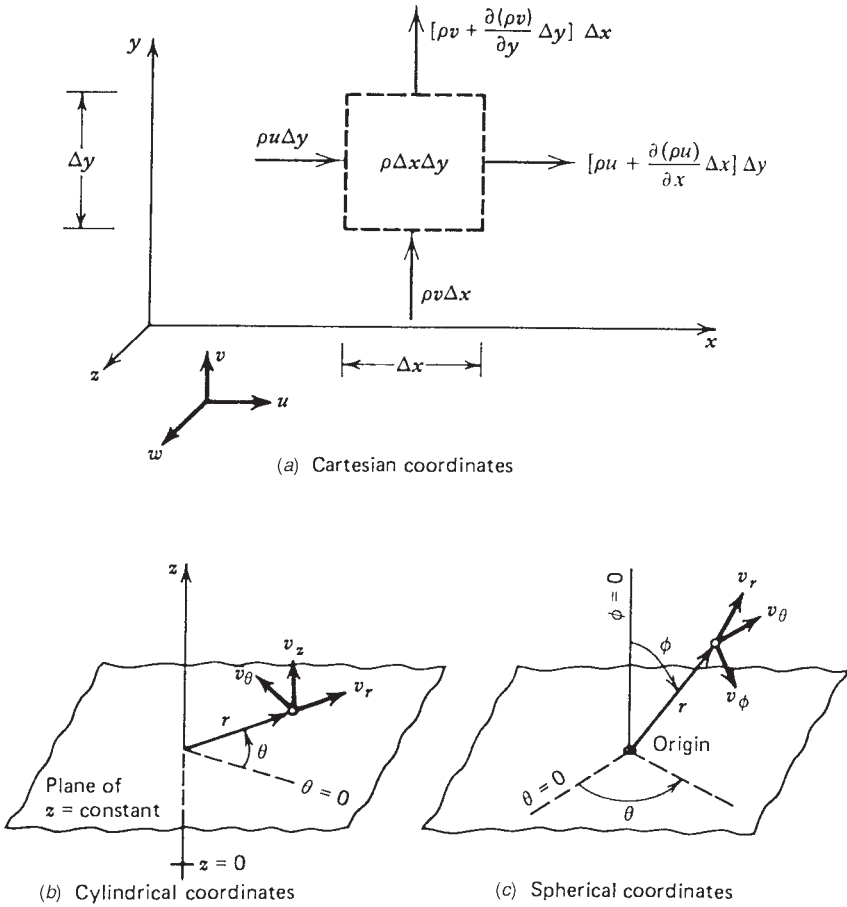 [ρv + ∂(ρv)/∂y Δy] Δx
y
ρuΔy
Δy
ρΔxΔy
[ρu + ∂(ρu)/∂x Δx] Δy
ρvΔx
x
z
Δx
v
u
w
(a) Cartesian coordinates
z
v_z
v_θ
v_r
r
θ
θ = 0
Plane of
z = constant
z = 0
(b) Cylindrical coordinates
ϕ = 0
v_r
v_θ
ϕ
v_ϕ
r
Origin
θ = 0
θ
(c) Spherical coordinates